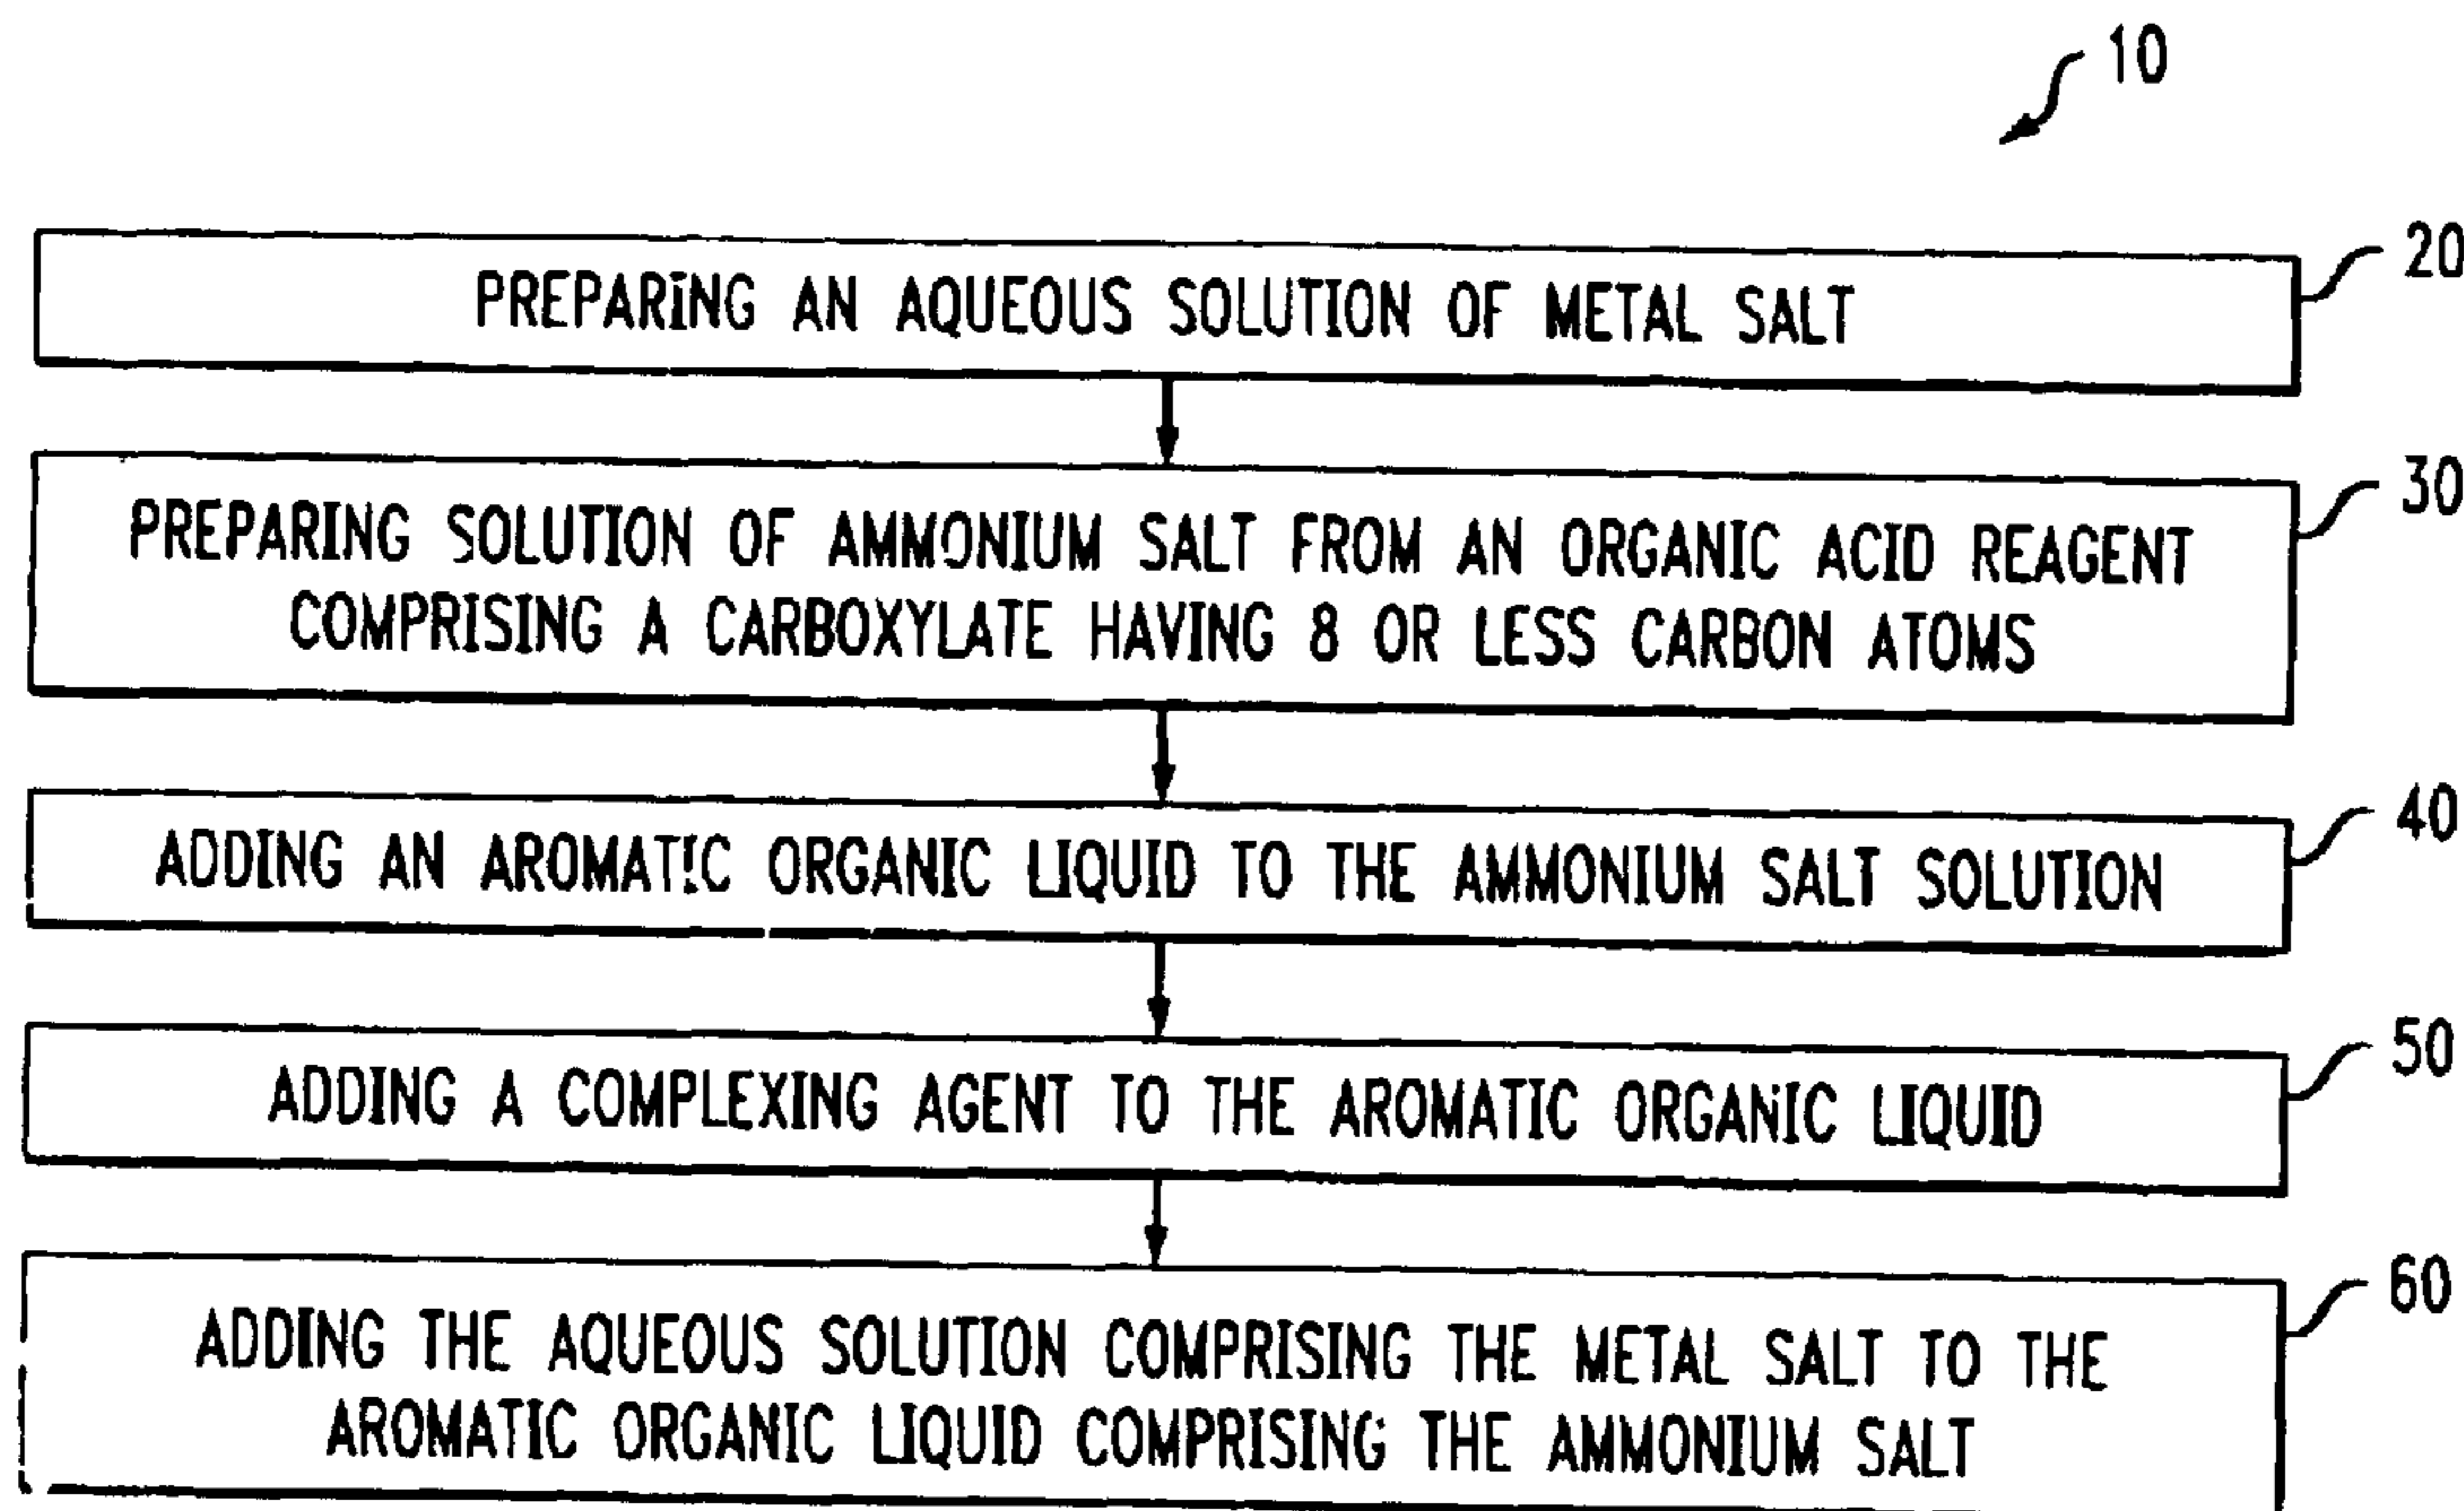 10
PREPARING AN AQUEOUS SOLUTION OF METAL SALT
20
PREPARING SOLUTION OF AMMONIUM SALT FROM AN ORGANIC ACID REAGENT
COMPRISING A CARBOXYLATE HAVING 8 OR LESS CARBON ATOMS
30
ADDING AN AROMATIC ORGANIC LIQUID TO THE AMMONIUM SALT SOLUTION
40
ADDING A COMPLEXING AGENT TO THE AROMATIC ORGANIC LIQUID
50
ADDING THE AQUEOUS SOLUTION COMPRISING THE METAL SALT TO THE
AROMATIC ORGANIC LIQUID COMPRISING THE AMMONIUM SALT
60